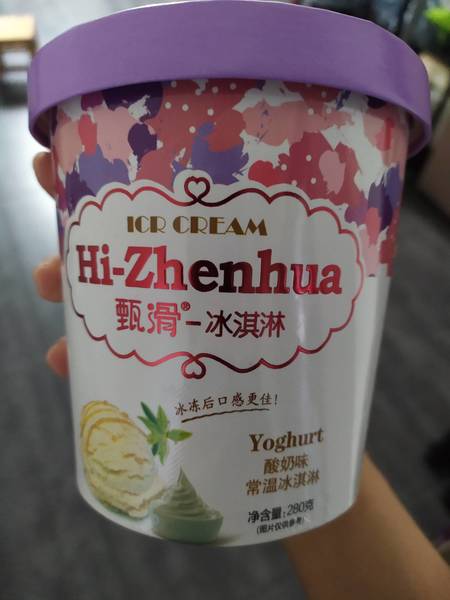 ICR CREAM
Hi-Zhenhua
甄滑®-冰淇淋
冰冻后口感更佳!
Yoghurt
酸奶味
常温冰淇淋
净含量:280克
(图片仅供参考)